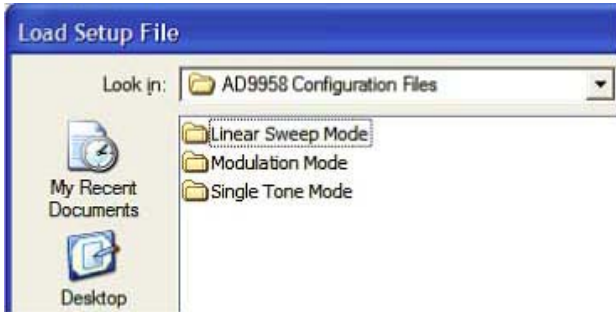 Load Setup File
Look in: AD9958 Configuration Files
Linear Sweep Mode
Modulation Mode
Single Tone Mode
My Recent
Documents
Desktop